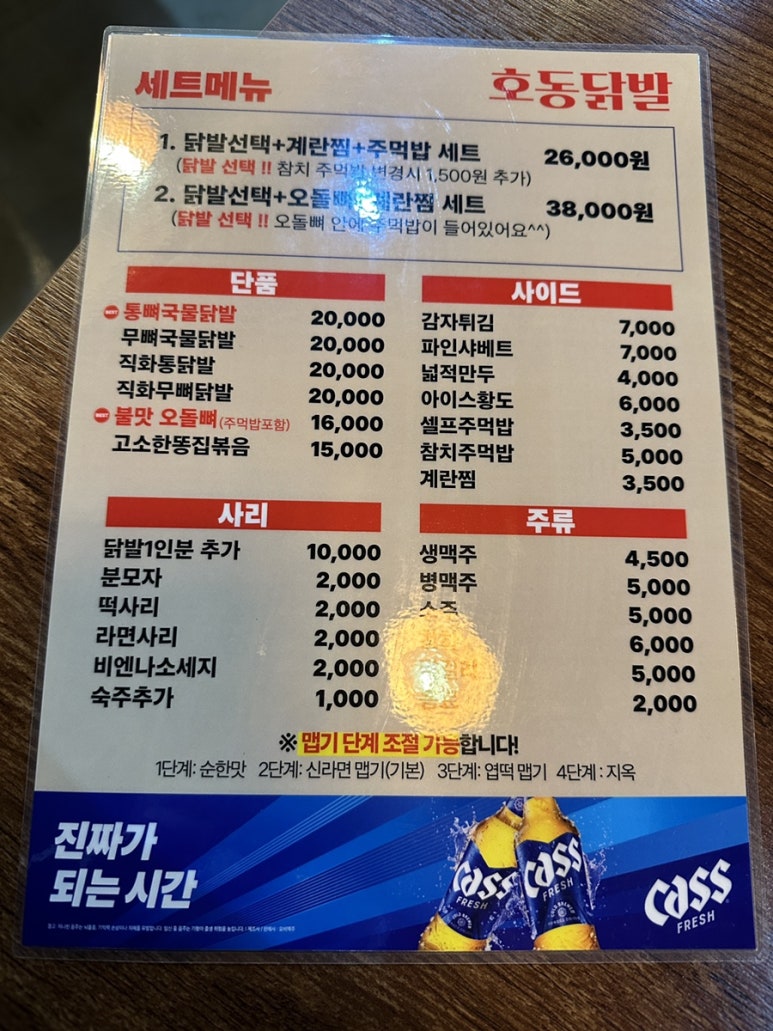 세트메뉴
호동닭발
1. 닭발선택+계란찜+주먹밥 세트 26,000원
(닭발 선택 !! 참치 주먹밥 변경시 1,500원 추가)
2. 닭발선택+오돌뼈 계란찜 세트 38,000원
(닭발 선택 !! 오돌뼈 안에 주먹밥이 들어있어요^^)
단품
BEST 통뼈국물닭발 20,000
무뼈국물닭발 20,000
직화통닭발 20,000
직화무뼈닭발 20,000
BEST 불맛 오돌뼈 (주먹밥포함) 16,000
고소한똥집볶음 15,000
사이드
감자튀김 7,000
파인샤베트 7,000
넓적만두 4,000
아이스황도 6,000
셀프주먹밥 3,500
참치주먹밥 5,000
계란찜 3,500
사리
닭발1인분 추가 10,000
분모자 2,000
떡사리 2,000
라면사리 2,000
비엔나소세지 2,000
숙주추가 1,000
주류
생맥주 4,500
병맥주 5,000
소주 5,000
6,000
5,000
2,000
※ 맵기 단계 조절 가능합니다!
1단계: 순한맛 2단계: 신라면 맵기(기본) 3단계: 엽떡 맵기 4단계 : 지옥
진짜가
되는 시간
Cass
FRESH
Cass
FRESH
Cass
FRESH